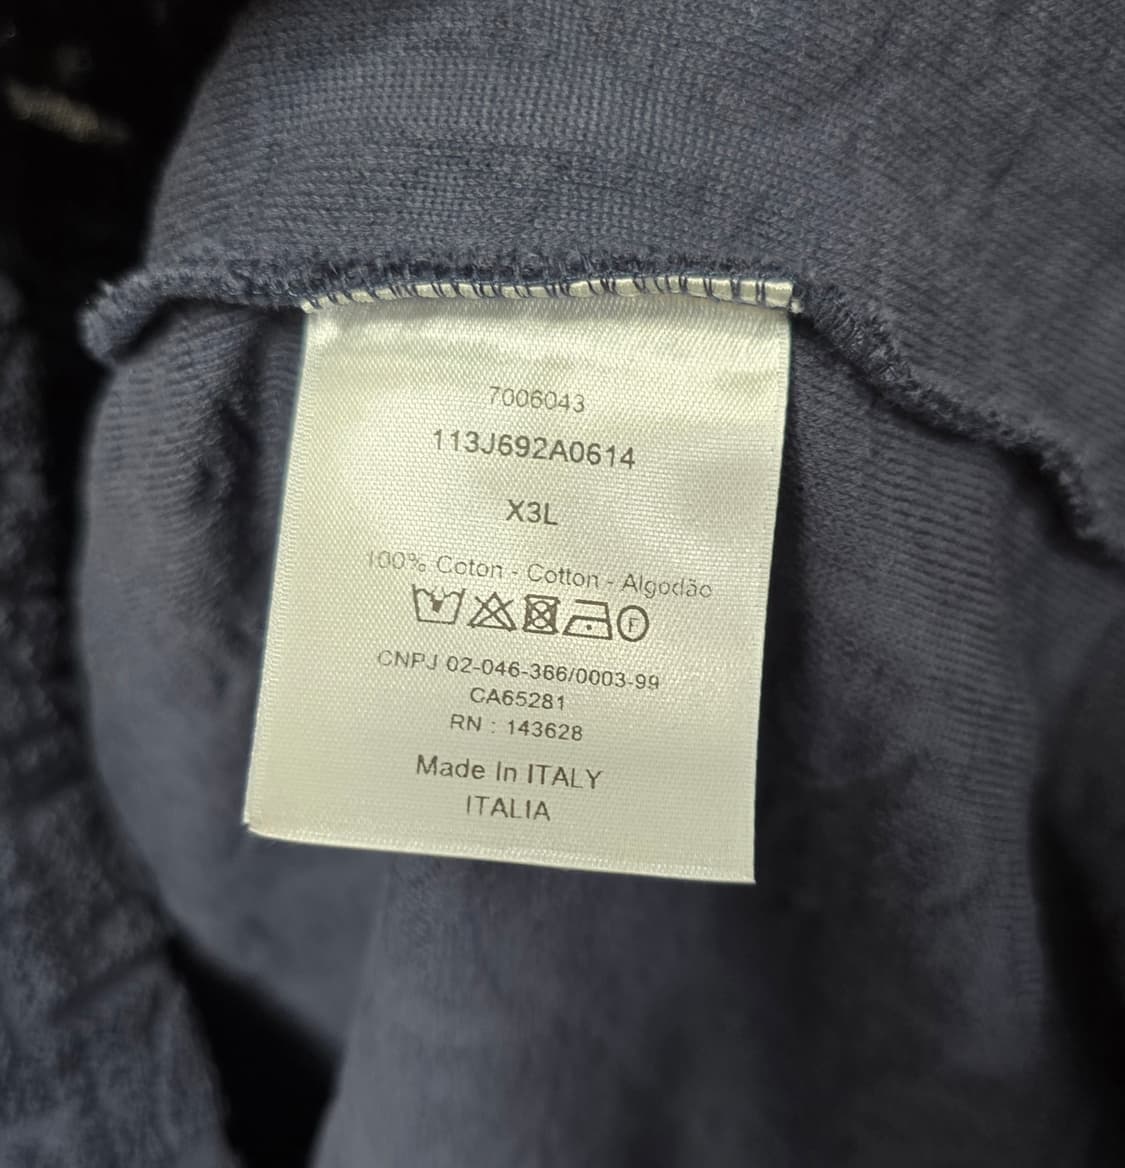 7006043
113J692A0614
X3L
100% Coton - Cotton - Algodão
F
CNPJ 02-046-366/0003-99
CA65281
RN : 143628
Made In ITALY
ITALIA